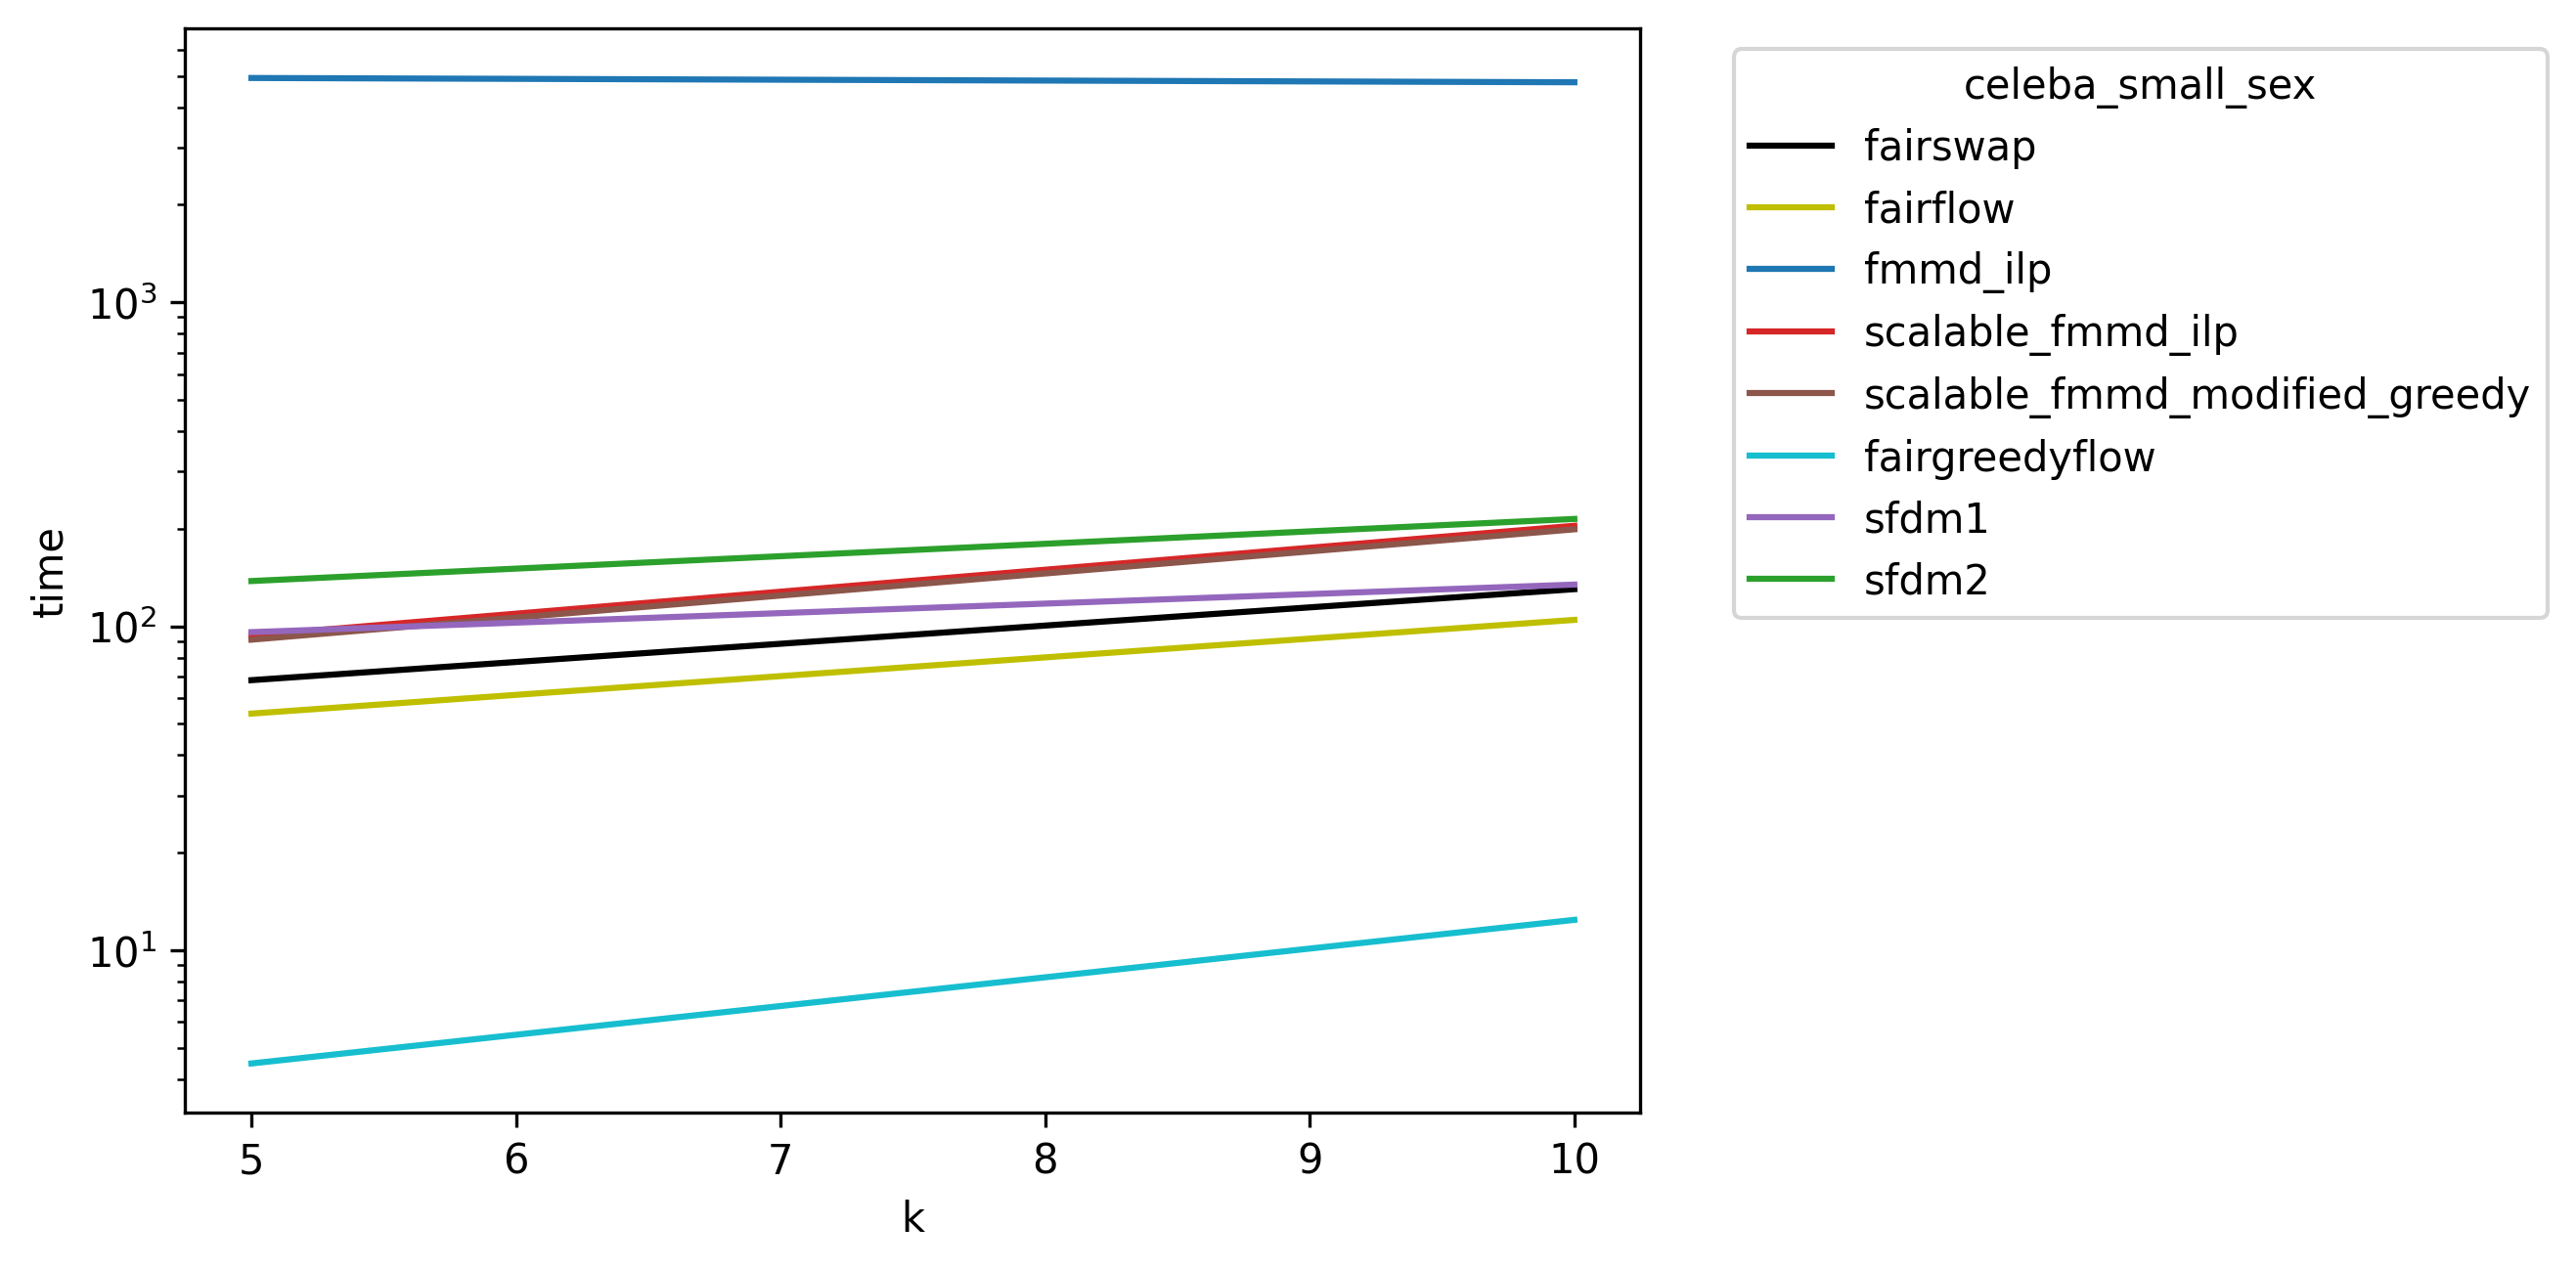 time
10³
10²
10¹
5 6 7 8 9 10
k
celeba_small_sex
fairswap
fairflow
fmmd_ilp
scalable_fmmd_ilp
scalable_fmmd_modified_greedy
fairgreedyflow
sfdm1
sfdm2